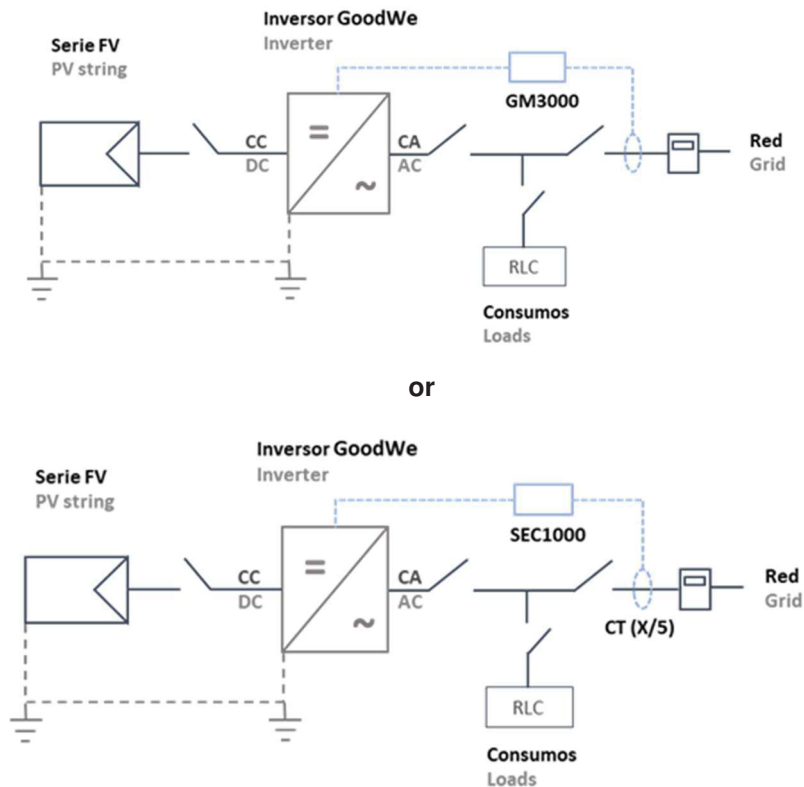 Inversor GoodWe
Inverter
Serie FV
PV string
GM3000
CC
DC
=
~
CA
AC
Red
Grid
RLC
Consumos
Loads
or
Inversor GoodWe
Inverter
Serie FV
PV string
SEC1000
CC
DC
=
~
CA
AC
Red
Grid
CT (X/5)
RLC
Consumos
Loads